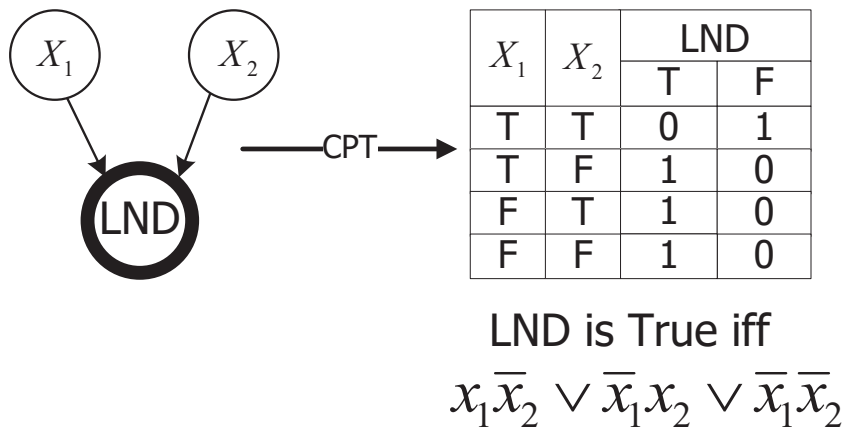 X₁ X₂
LND
CPT
X₁ X₂ LND
T F
T T 0 1
T F 1 0
F T 1 0
F F 1 0
LND is True iff
x₁x̅₂ ∨ x̅₁x₂ ∨ x̅₁x̅₂